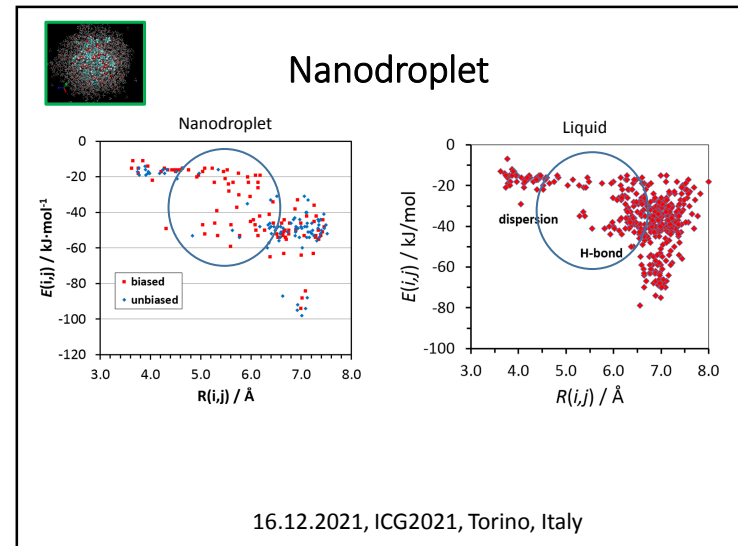 Nanodroplet
Nanodroplet
0
-20
-40
-60
-80
-100
-120
E(i,j) / kJ·mol-1
biased
unbiased
3.0 4.0 5.0 6.0 7.0 8.0
R(i,j) / Å
Liquid
0
-20
-40
-60
-80
-100
E(i,j) / kJ/mol
dispersion
H-bond
3.0 4.0 5.0 6.0 7.0 8.0
R(i,j) / Å
16.12.2021, ICG2021, Torino, Italy